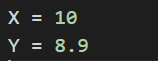 X = 10
Y = 8.9